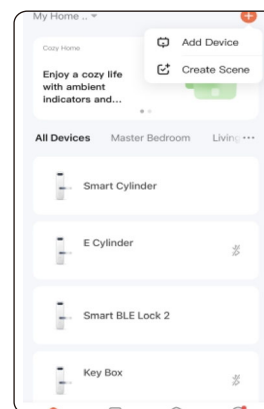 My Home ..
Add Device
Cozy Home
Create Scene
Enjoy a cozy life
with ambient
indicators and...
All Devices Master Bedroom Living ...
Smart Cylinder
E Cylinder
Smart BLE Lock 2
Key Box